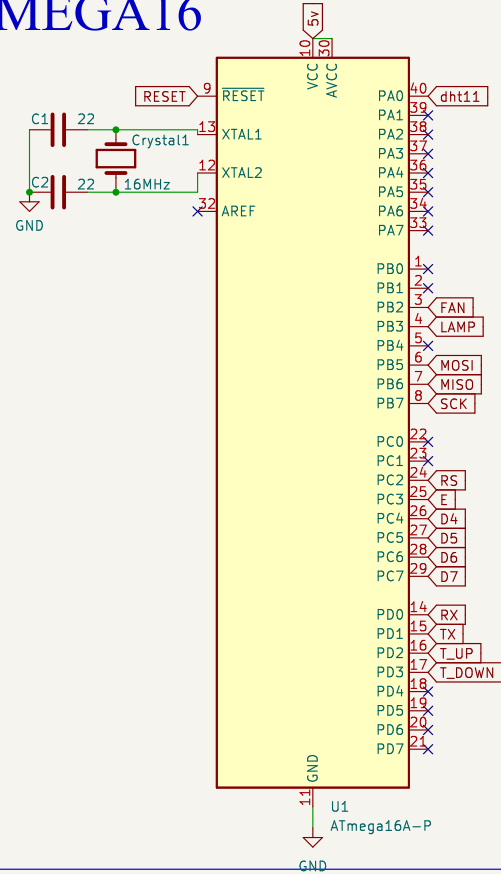 MEGA16
5v
10
30
VCC
AVCC
RESET
9
RESET
PA0
40
dht11
PA1
39
C1
22
13
XTAL1
Crystal1
PA2
38
PA3
37
12
XTAL2
PA4
36
C2
22
16MHz
PA5
35
32
AREF
PA6
34
GND
PA7
33
PB0
1
PB1
2
PB2
3
FAN
PB3
4
LAMP
PB4
5
PB5
6
MOSI
PB6
7
MISO
PB7
8
SCK
PC0
22
PC1
23
PC2
24
RS
PC3
25
E
PC4
26
D4
PC5
27
D5
PC6
28
D6
PC7
29
D7
PD0
14
RX
PD1
15
TX
PD2
16
T_UP
PD3
17
T_DOWN
PD4
18
PD5
19
PD6
20
PD7
21
GND
11
U1
ATmega16A-P
GND